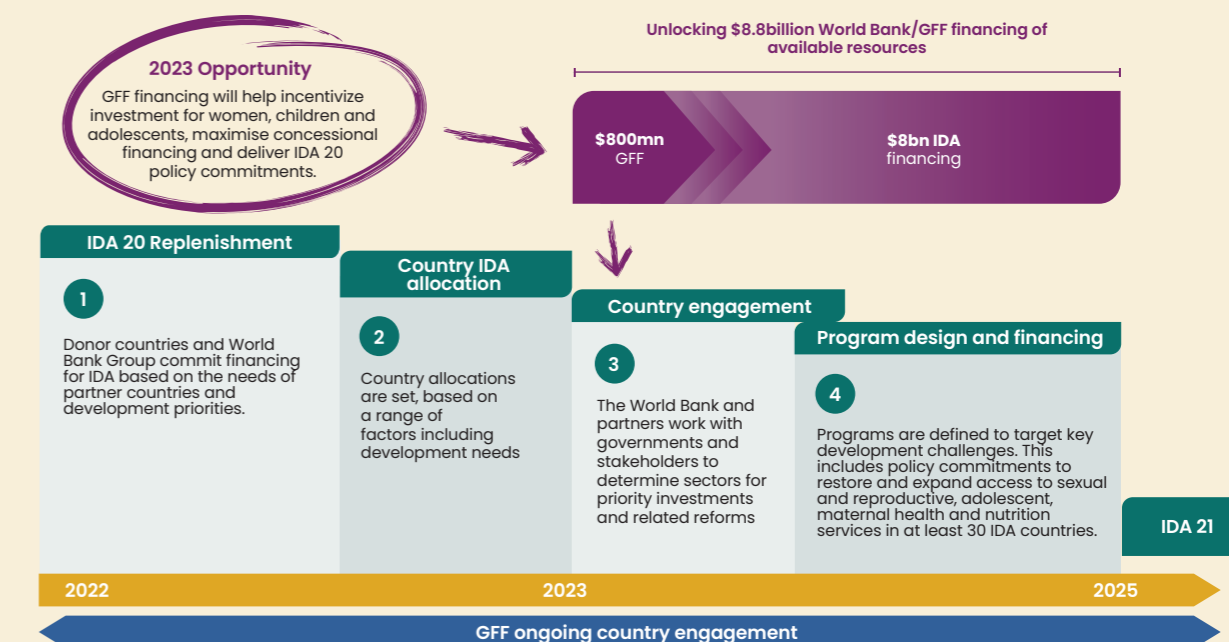 2023 Opportunity
GFF financing will help incentivize
investment for women, children and
adolescents, maximise concessional
financing and deliver IDA 20
policy commitments.
Unlocking $8.8billion World Bank/GFF financing of
available resources
$800mn
GFF
$8bn IDA
financing
IDA 20 Replenishment
1
Donor countries and World
Bank Group commit financing
for IDA based on the needs of
partner countries and
development priorities.
Country IDA
allocation
2
Country allocations
are set, based on
a range of
factors including
development needs
Country engagement
3
The World Bank and
partners work with
governments and
stakeholders to
determine sectors for
priority investments
and related reforms
Program design and financing
4
Programs are defined to target key
development challenges. This
includes policy commitments to
restore and expand access to sexual
and reproductive, adolescent,
maternal health and nutrition
services in at least 30 IDA countries.
IDA 21
2022
2023
2025
GFF ongoing country engagement